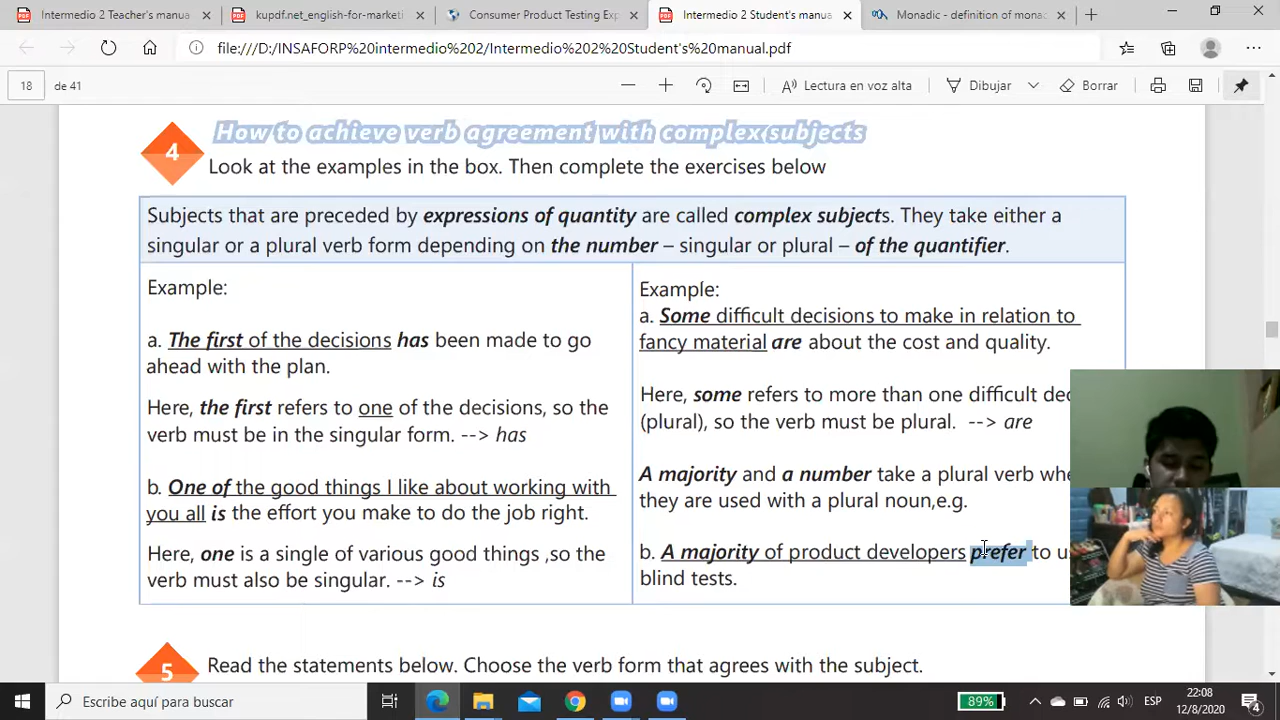 Intermedio 2 Teacher's manua
kupdf.net_english-for-marketi
Consumer Product Testing Exp
Intermedio 2 Student's manua
Monadic - definition of monac
file:///D:/INSAFORP%20intermedio%202/Intermedio%202%20Student's%20manual.pdf
18 de 41
Lectura en voz alta
Dibujar
Borrar
4 How to achieve verb agreement with complex subjects
Look at the examples in the box. Then complete the exercises below
Subjects that are preceded by expressions of quantity are called complex subjects. They take either a
singular or a plural verb form depending on the number – singular or plural – of the quantifier.
Example:
a. The first of the decisions has been made to go
ahead with the plan.
Here, the first refers to one of the decisions, so the
verb must be in the singular form. --> has
b. One of the good things I like about working with
you all is the effort you make to do the job right.
Here, one is a single of various good things ,so the
verb must also be singular. --> is
Example:
a. Some difficult decisions to make in relation to
fancy material are about the cost and quality.
Here, some refers to more than one difficult dec
(plural), so the verb must be plural. --> are
A majority and a number take a plural verb whe
they are used with a plural noun,e.g.
b. A majority of product developers prefer to u
blind tests.
5 Read the statements below. Choose the verb form that agrees with the subject.
Escribe aquí para buscar
89%
ESP
22:08
12/8/2020
4